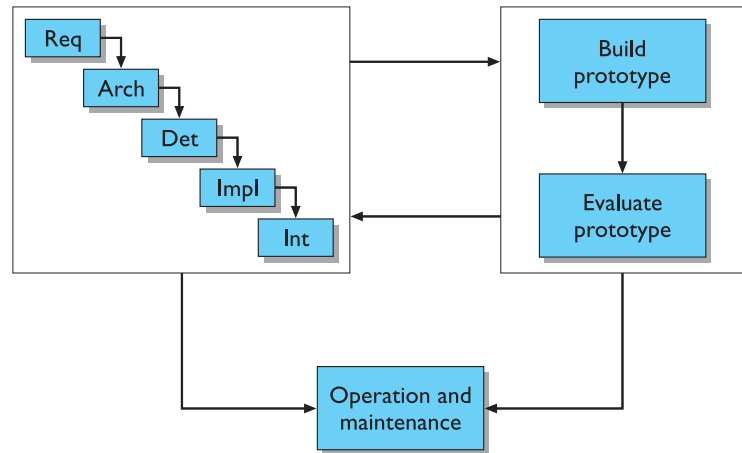 Req
Arch
Det
Impl
Int
Build
prototype
Evaluate
prototype
Operation and
maintenance